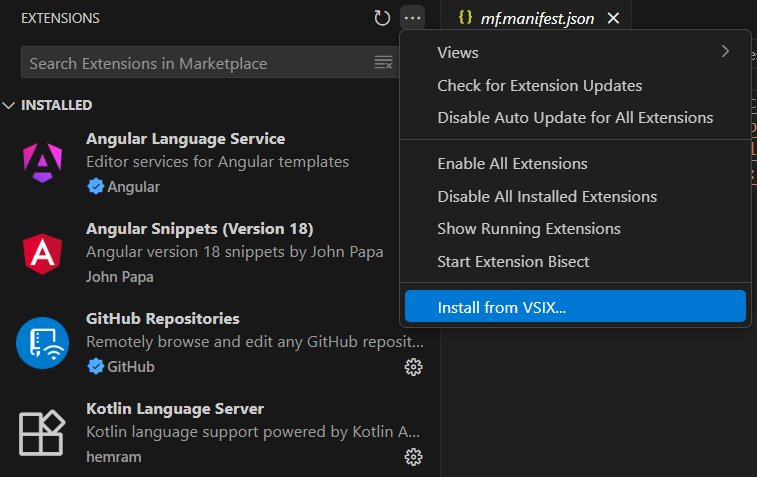 EXTENSIONS
Search Extensions in Marketplace
INSTALLED
Angular Language Service
Editor services for Angular templates
Angular
Angular Snippets (Version 18)
Angular version 18 snippets by John Papa
John Papa
GitHub Repositories
Remotely browse and edit any GitHub reposit...
GitHub
Kotlin Language Server
Kotlin language support powered by Kotlin A...
hemram
{} mf.manifest.json
Views
Check for Extension Updates
Disable Auto Update for All Extensions
Enable All Extensions
Disable All Installed Extensions
Show Running Extensions
Start Extension Bisect
Install from VSIX...